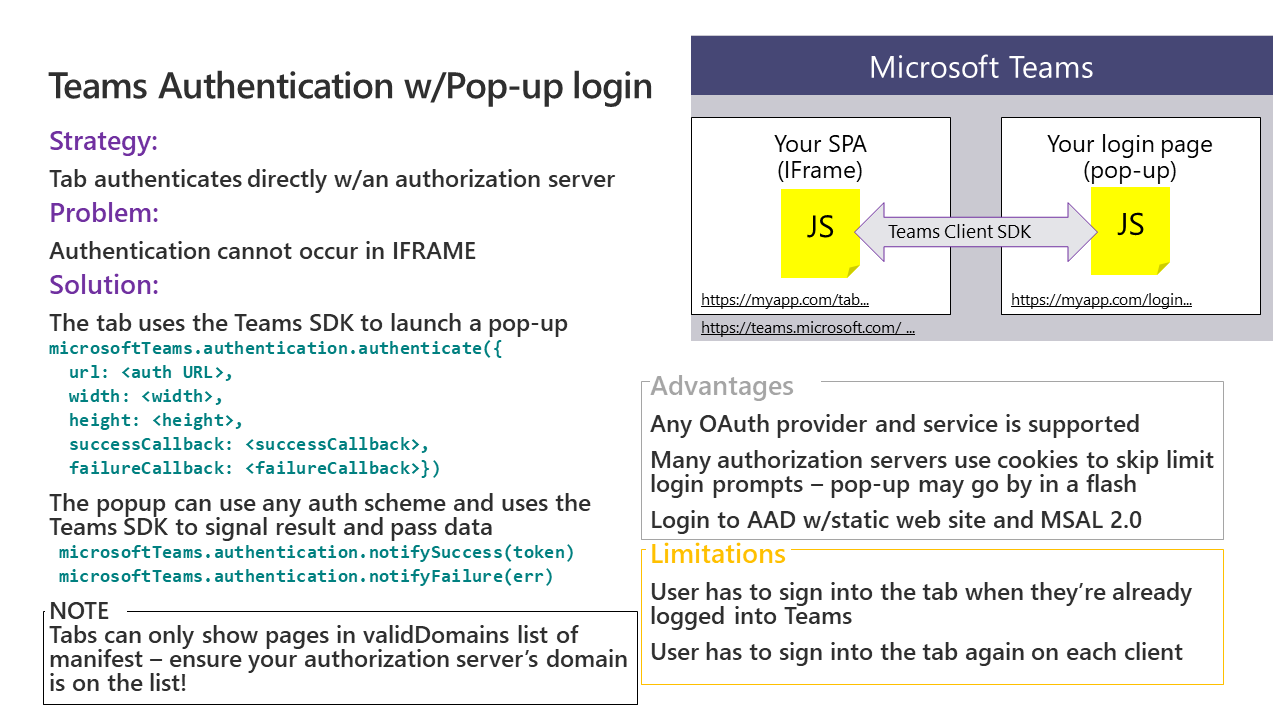 Teams Authentication w/Pop-up login
Strategy:
Tab authenticates directly w/an authorization server
Problem:
Authentication cannot occur in IFRAME
Solution:
The tab uses the Teams SDK to launch a pop-up
microsoftTeams.authentication.authenticate({
url: <auth URL>,
width: <width>,
height: <height>,
successCallback: <successCallback>,
failureCallback: <failureCallback>})
The popup can use any auth scheme and uses the
Teams SDK to signal result and pass data
microsoftTeams.authentication.notifySuccess(token)
microsoftTeams.authentication.notifyFailure(err)
NOTE
Tabs can only show pages in validDomains list of
manifest – ensure your authorization server’s domain
is on the list!
Microsoft Teams
Your SPA
(IFrame)
JS
https://myapp.com/tab...
Teams Client SDK
Your login page
(pop-up)
JS
https://myapp.com/login...
https://teams.microsoft.com/ ...
Advantages
Any OAuth provider and service is supported
Many authorization servers use cookies to skip limit
login prompts – pop-up may go by in a flash
Login to AAD w/static web site and MSAL 2.0
Limitations
User has to sign into the tab when they’re already
logged into Teams
User has to sign into the tab again on each client